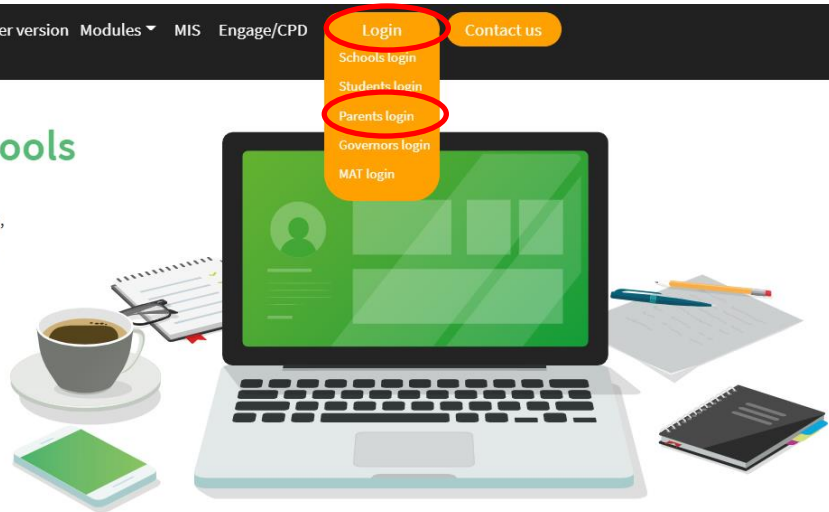 er version Modules MIS Engage/CPD Login Contact us
Schools login
Students login
Parents login
Governors login
MAT login
ools
,